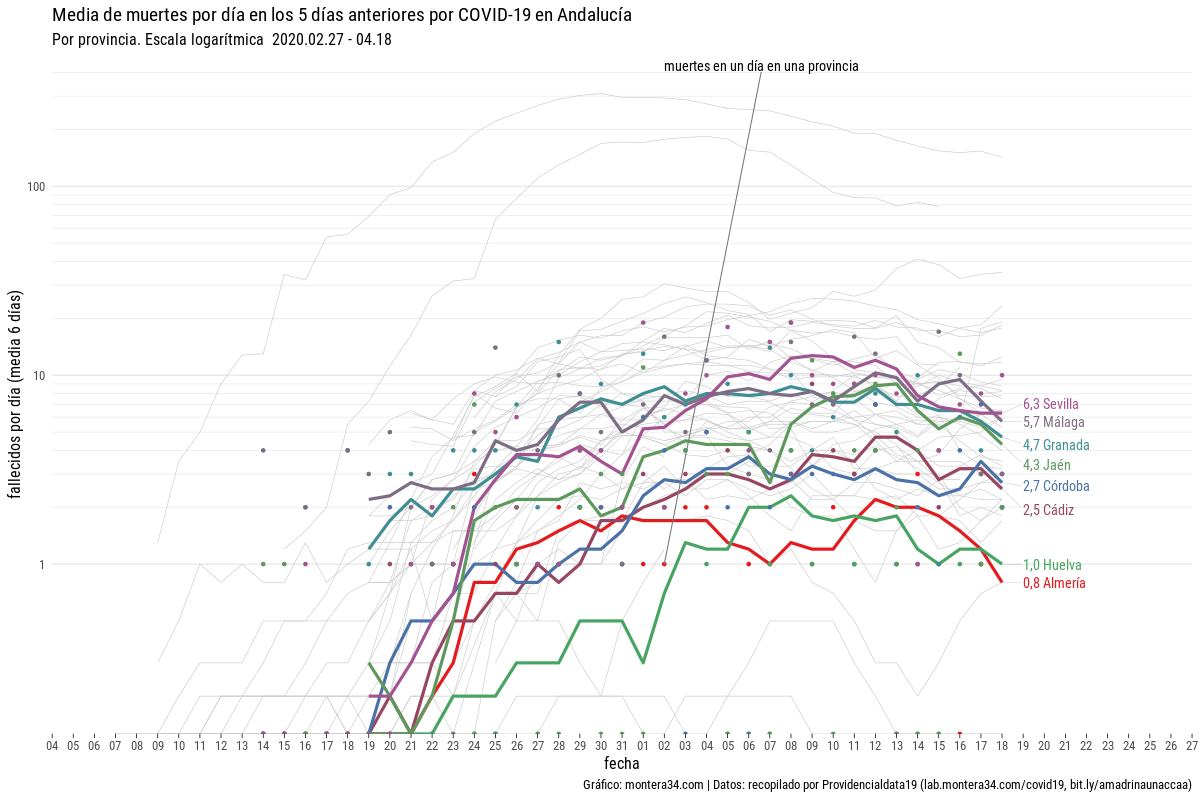 Media de muertes por día en los 5 días anteriores por COVID-19 en Andalucía
Por provincia. Escala logarítmica  2020.02.27 - 04.18
muertes en un día en una provincia
fallecidos por día (media 6 días)
100
10
1
6,3 Sevilla
5,7 Málaga
4,7 Granada
4,3 Jaén
2,7 Córdoba
2,5 Cádiz
1,0 Huelva
0,8 Almería
04 05 06 07 08 09 10 11 12 13 14 15 16 17 18 19 20 21 22 23 24 25 26 27 28 29 30 31 01 02 03 04 05 06 07 08 09 10 11 12 13 14 15 16 17 18 19 20 21 22 23 24 25 26 27
fecha
Gráfico: montera34.com | Datos: recopilado por Providencialdata19 (lab.montera34.com/covid19, bit.ly/amadrinaunaccaa)